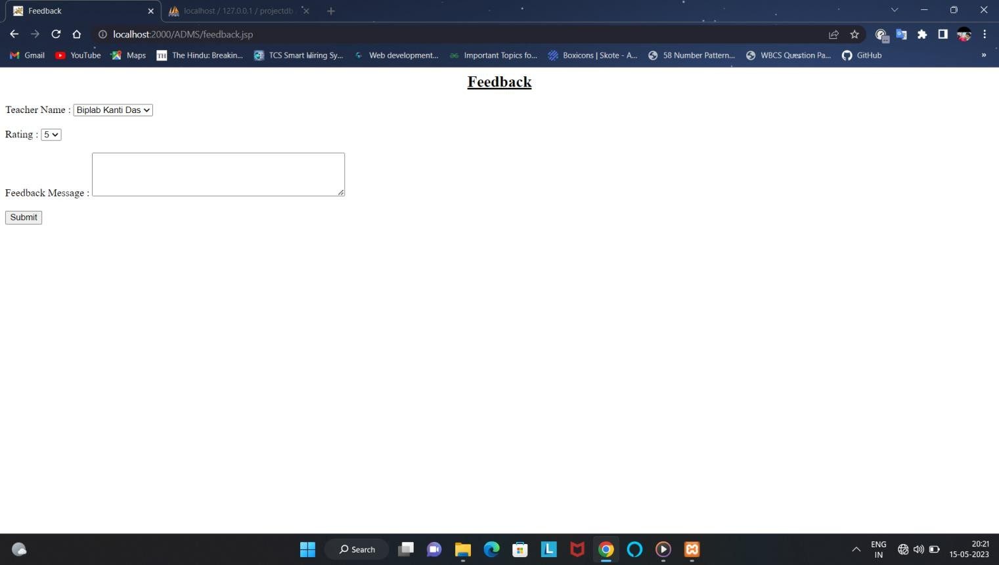 Feedback
localhost / 127.0.0.1 / projectdb
localhost:2000/ADMS/feedback.jsp
Gmail
YouTube
Maps
TH
The Hindu: Breakin...
TCS Smart Hiring Sy...
Web development...
Important Topics fo...
Boxicons | Skote - A...
58 Number Pattern...
WBCS Question Pa...
GitHub
»
Feedback
Teacher Name : Biplab Kanti Das
Rating : 5
Feedback Message :
Submit
Search
L
ENG
IN
20:21
15-05-2023